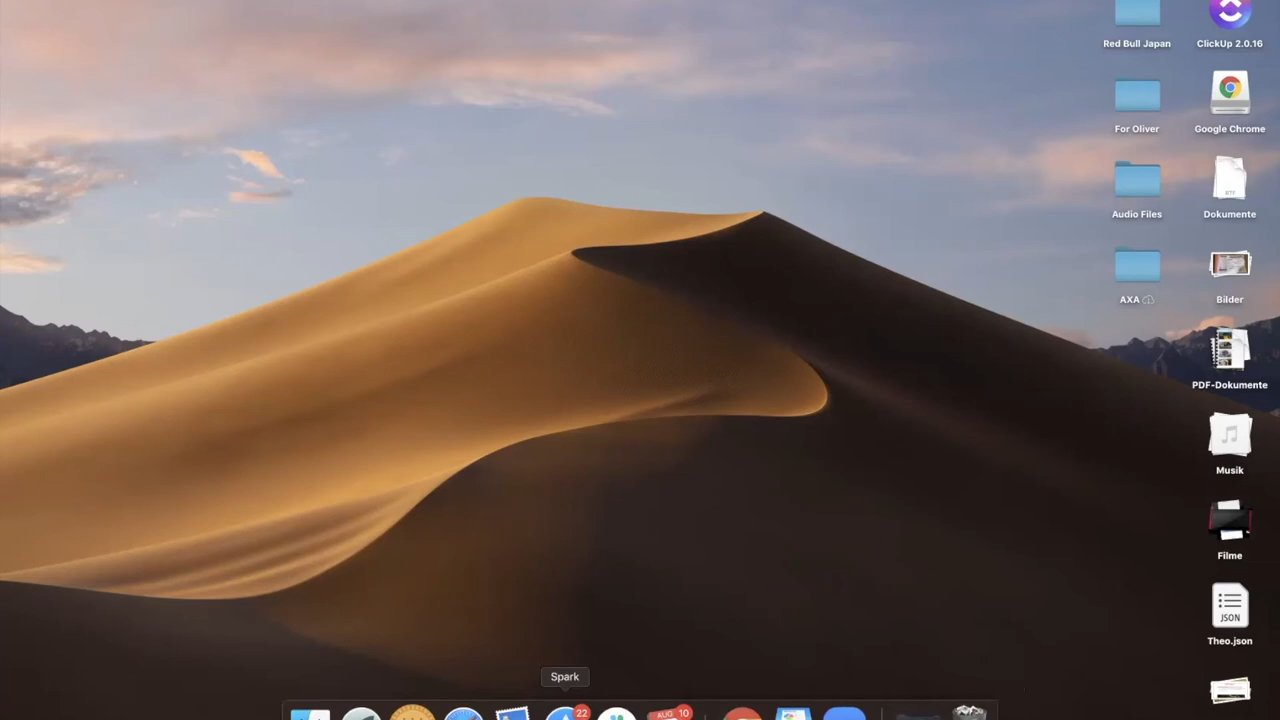 Red Bull Japan
ClickUp 2.0.16
For Oliver
Google Chrome
Audio Files
RTF
Dokumente
AXA
Bilder
PDF-Dokumente
Musik
Filme
JSON
Theo.json
Spark
22
AUG 10